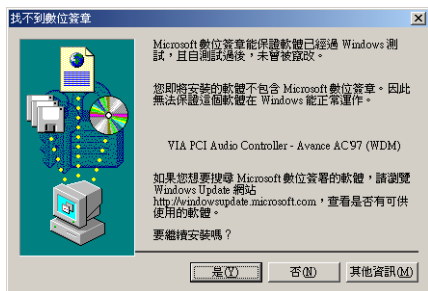 找不到數位簽章
Microsoft 數位簽章能保證軟體已經過 Windows 測
試，且自測試過後，未曾被竄改。
您即將安裝的軟體不包含 Microsoft 數位簽章。因此
無法保證這個軟體在 Windows 能正常運作。
VIA PCI Audio Controller - Avance AC'97 (WDM)
如果您想要搜尋 Microsoft 數位簽署的軟體，請瀏覽
Windows Update 網站
http://windowsupdate.microsoft.com，查看是否有可供
使用的軟體。
要繼續安裝嗎？
是(Y)
否(N)
其他資訊(M)